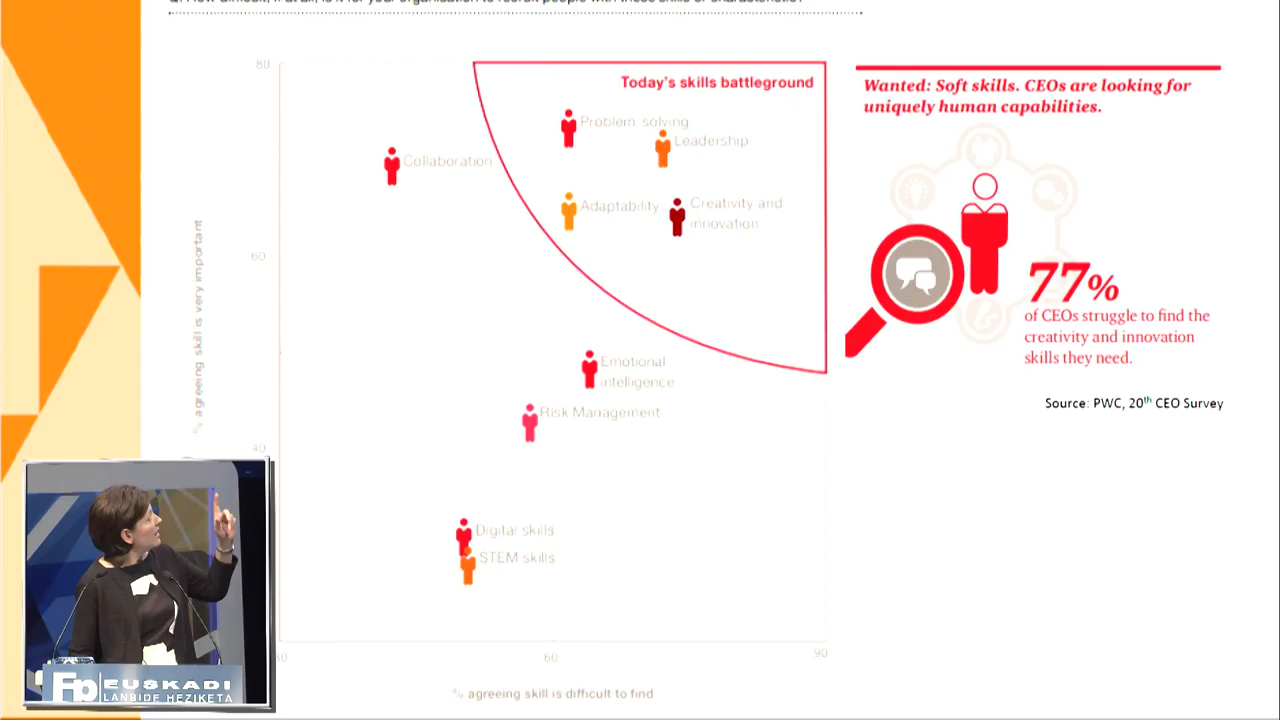 Q: How difficult, if at all, is it for your organisation to recruit people with these skills or characteristic?
80
60
40
60
90
% agreeing skill is very important
% agreeing skill is difficult to find
Today's skills battleground
Problem solving
Leadership
Collaboration
Adaptability
Creativity and
innovation
Emotional
intelligence
Risk Management
Digital skills
STEM skills
Wanted: Soft skills. CEOs are looking for
uniquely human capabilities.
77%
of CEOs struggle to find the
creativity and innovation
skills they need.
Source: PWC, 20th CEO Survey
Fp EUSKADI
LANBIDE HEZIKETA